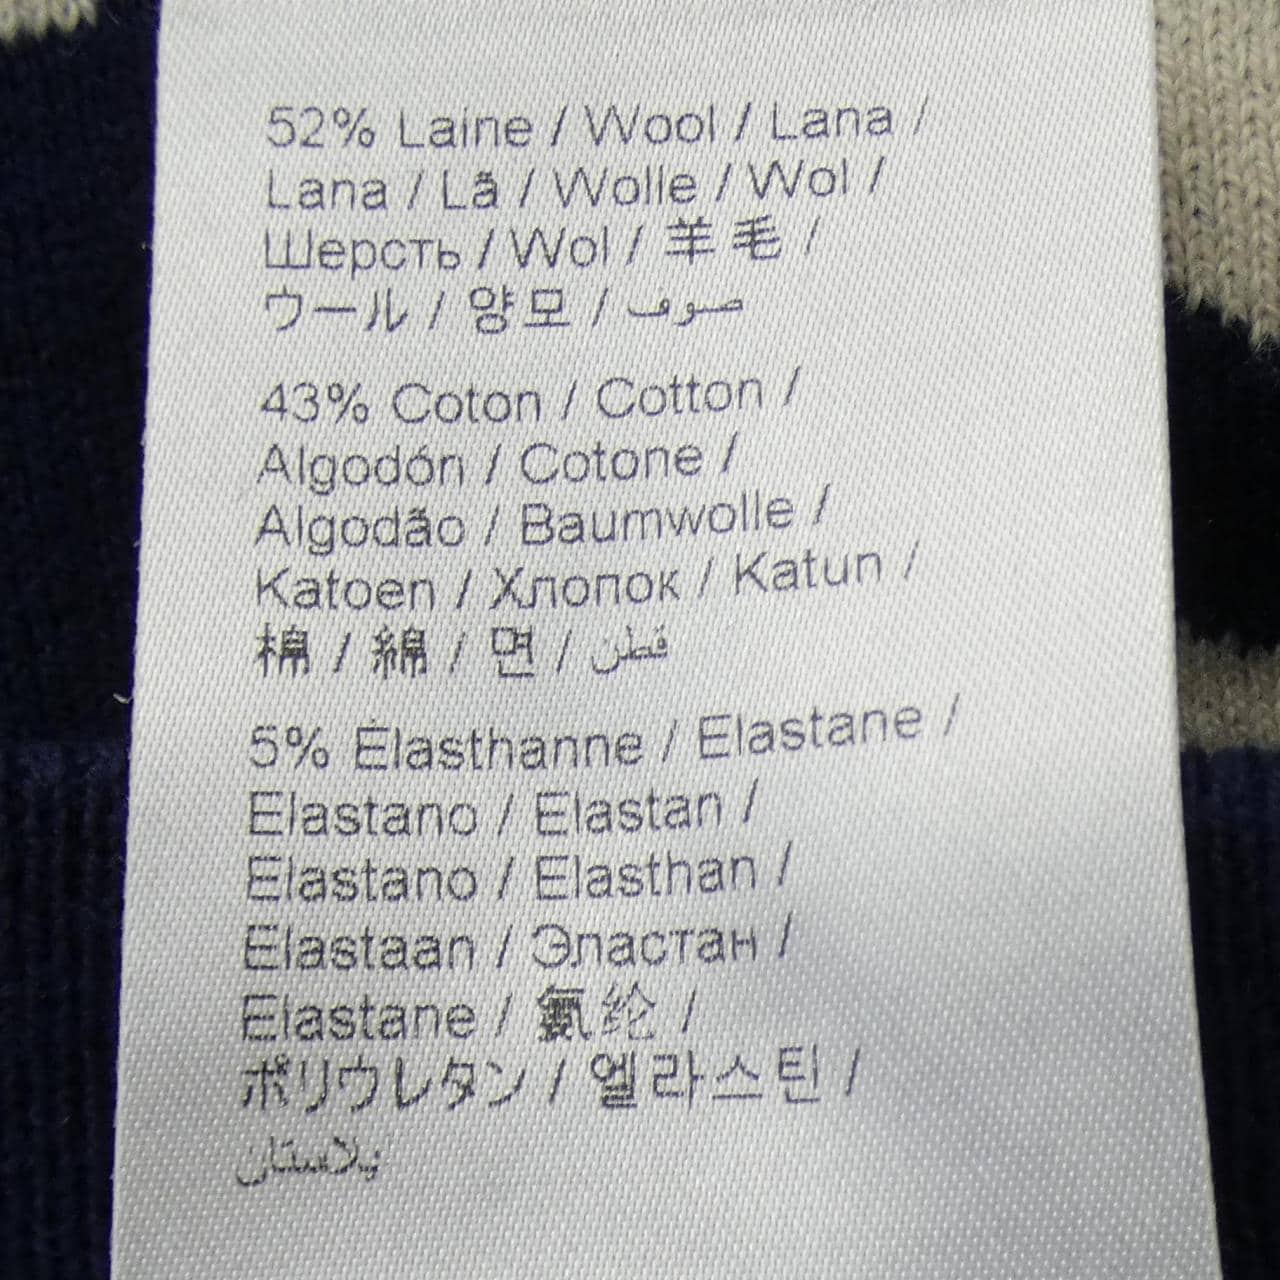 52% Laine / Wool / Lana /
Lana / Lã / Wolle / Wol /
Шерсть / Wol / 羊毛 /
ウール / 양모 / صوف
43% Coton / Cotton /
Algodón / Cotone /
Algodão / Baumwolle /
Katoen / Хлопок / Katun /
棉 / 綿 / 면 / قطن
5% Élasthanne / Elastane /
Elastano / Elastan /
Elastano / Elasthan /
Elastaan / Эластан /
Elastane / 氨纶 /
ポリウレタン / 엘라스틴 /